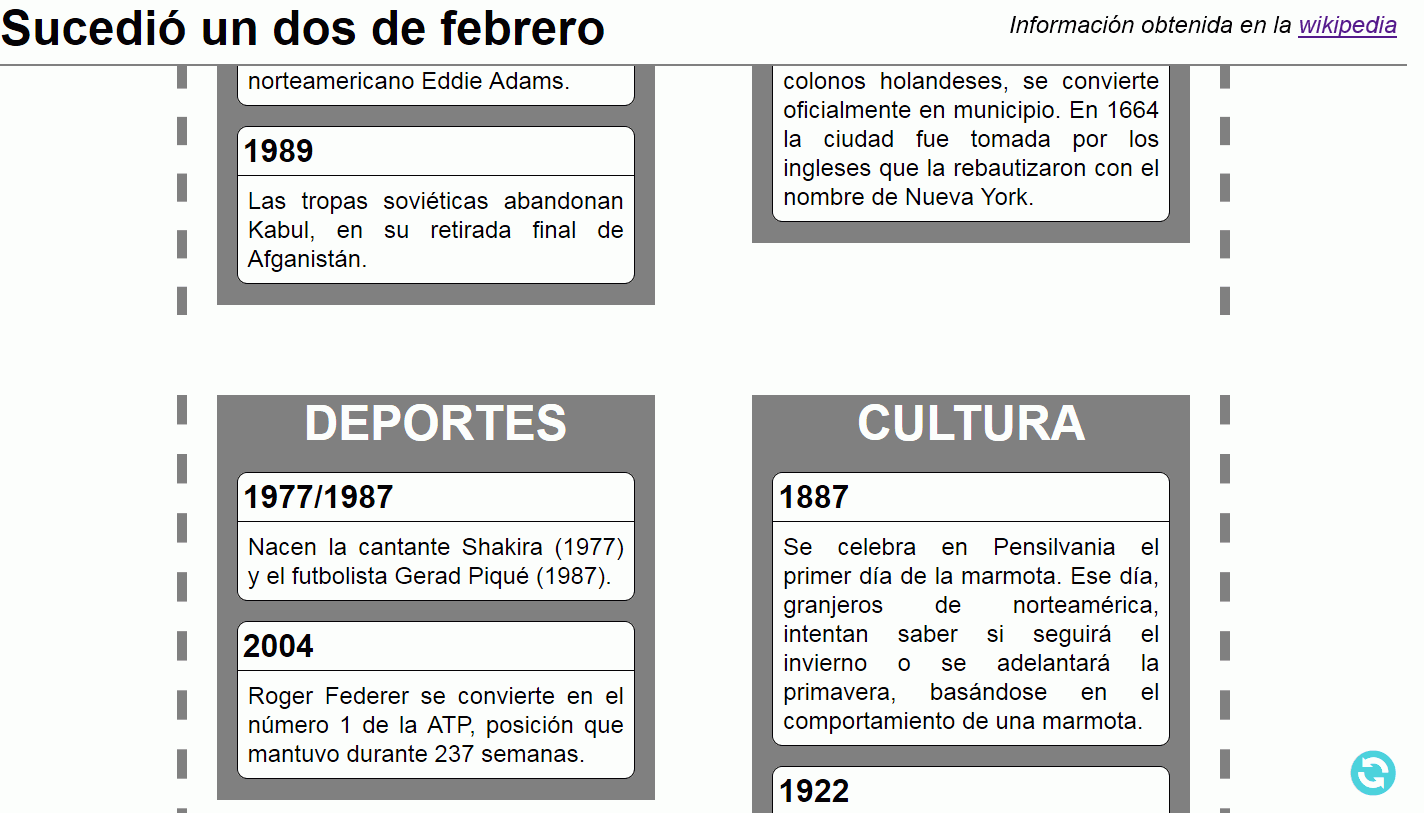 Sucedió un dos de febrero
Información obtenida en la wikipedia
norteamericano Eddie Adams.
1989
Las tropas soviéticas abandonan
Kabul, en su retirada final de
Afganistán.
colonos holandeses, se convierte
oficialmente en municipio. En 1664
la ciudad fue tomada por los
ingleses que la rebautizaron con el
nombre de Nueva York.
DEPORTES
1977/1987
Nacen la cantante Shakira (1977)
y el futbolista Gerad Piqué (1987).
2004
Roger Federer se convierte en el
número 1 de la ATP, posición que
mantuvo durante 237 semanas.
CULTURA
1887
Se celebra en Pensilvania el
primer día de la marmota. Ese día,
granjeros de norteamérica,
intentan saber si seguirá el
invierno o se adelantará la
primavera, basándose en el
comportamiento de una marmota.
1922